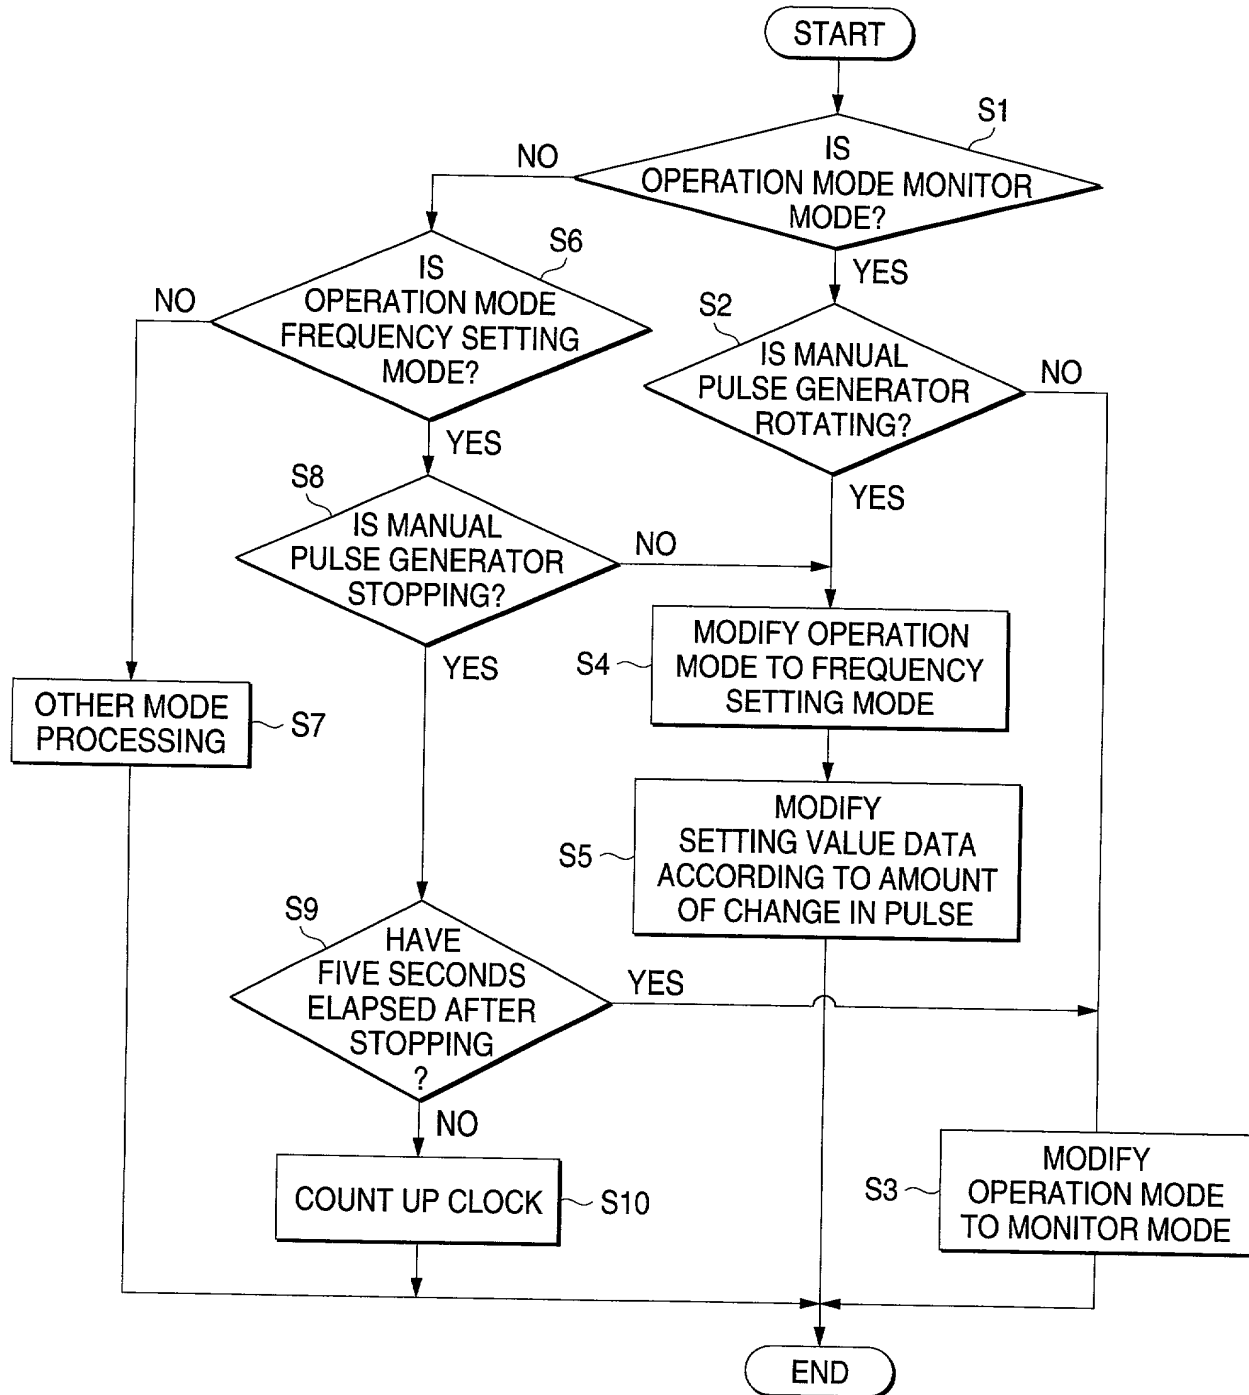 START
S1
IS
OPERATION MODE MONITOR
MODE?
NO
YES
S6
IS
OPERATION MODE
FREQUENCY SETTING
MODE?
NO
YES
S2
IS MANUAL
PULSE GENERATOR
ROTATING?
NO
YES
S8
IS MANUAL
PULSE GENERATOR
STOPPING?
NO
YES
S4
MODIFY OPERATION
MODE TO FREQUENCY
SETTING MODE
OTHER MODE
PROCESSING
S7
S5
MODIFY
SETTING VALUE DATA
ACCORDING TO AMOUNT
OF CHANGE IN PULSE
S9
HAVE
FIVE SECONDS
ELAPSED AFTER
STOPPING
?
YES
NO
COUNT UP CLOCK
S10
S3
MODIFY
OPERATION MODE
TO MONITOR MODE
END